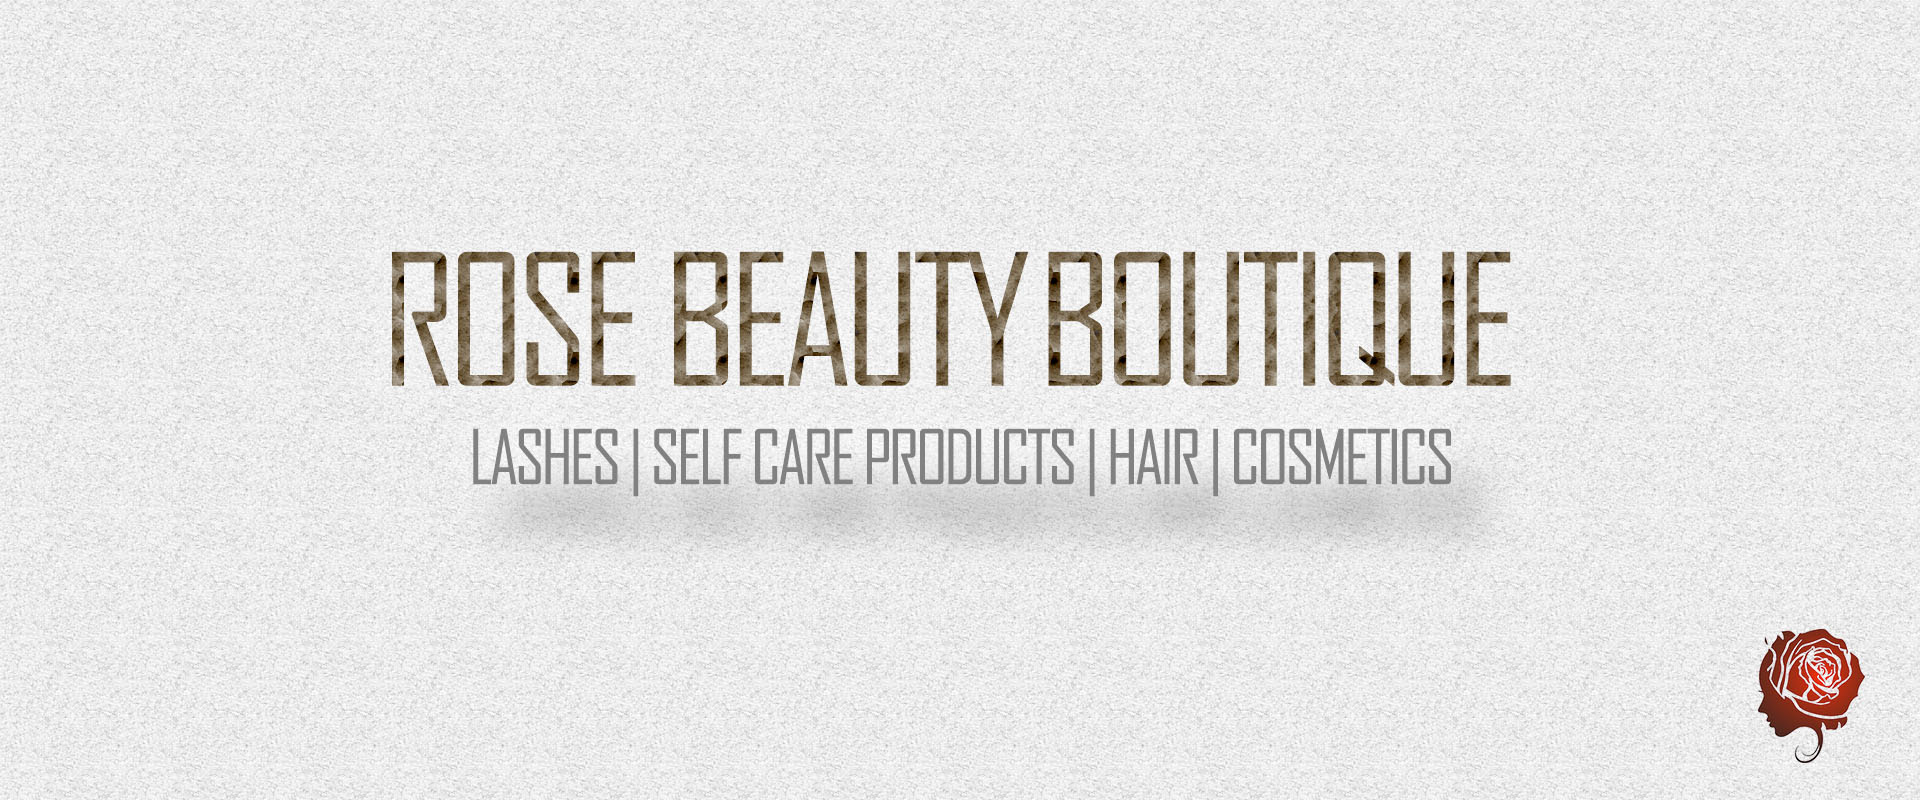 ROSE BEAUTY BOUTIQUE
LASHES | SELF CARE PRODUCTS | HAIR | COSMETICS